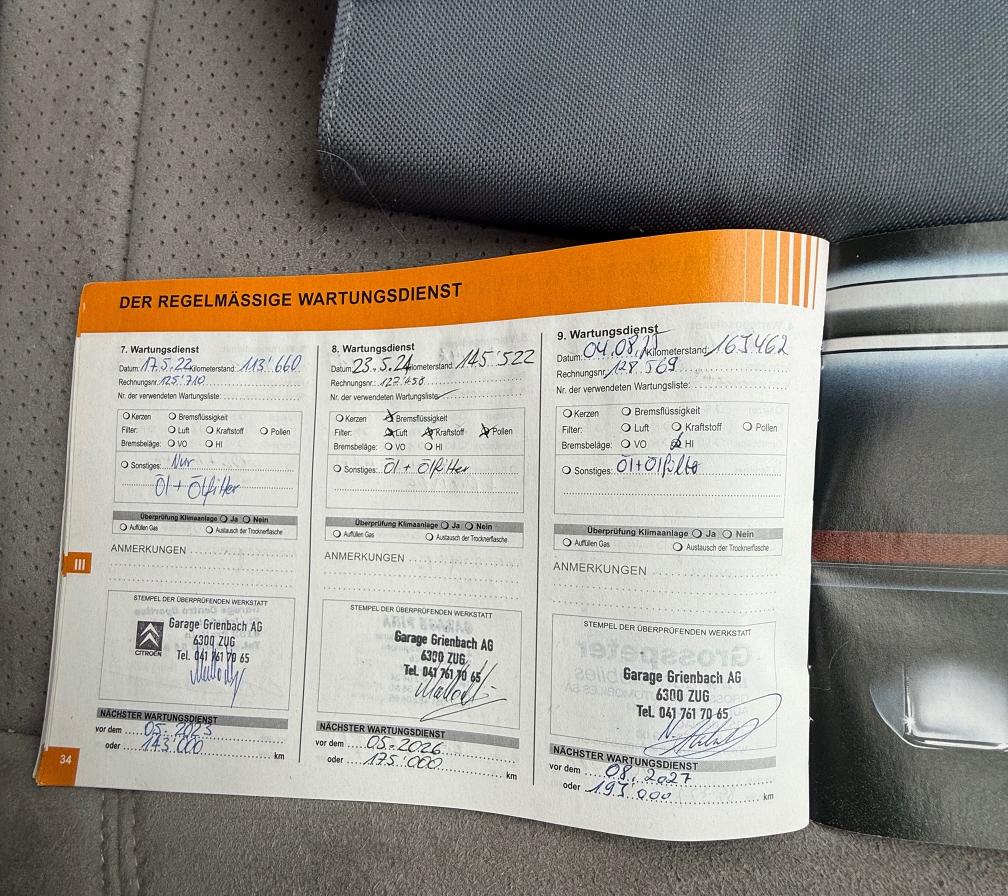 DER REGELMÄSSIGE WARTUNGSDIENST
7. Wartungsdienst
Datum: 17.5.22 Kilometerstand: 113'660
Rechnungsnr. 125'710
Nr. der verwendeten Wartungsliste:
Kerzen Bremsflüssigkeit
Filter: Luft Kraftstoff Pollen
Bremsbeläge: VO HI
Sonstiges: Nur
Öl + Ölfilter
Überprüfung Klimaanlage Ja Nein
Auffüllen Gas Austausch der Trocknerflasche
ANMERKUNGEN
STEMPEL DER ÜBERPRÜFENDEN WERKSTATT
CITROËN
Garage Grienbach AG
6300 ZUG
Tel. 041 761 70 65
NÄCHSTER WARTUNGSDIENST
vor dem 05.2023
oder 143'000 km
8. Wartungsdienst
Datum: 23.5.24 Kilometerstand: 145'522
Rechnungsnr.: 127'458
Nr. der verwendeten Wartungsliste:
Kerzen Bremsflüssigkeit
Filter: Luft Kraftstoff Pollen
Bremsbeläge: VO HI
Sonstiges: Öl + Ölfilter
Überprüfung Klimaanlage Ja Nein
Auffüllen Gas Austausch der Trocknerflasche
ANMERKUNGEN
STEMPEL DER ÜBERPRÜFENDEN WERKSTATT
Garage Grienbach AG
6300 ZUG
Tel. 041 761 70 65
NÄCHSTER WARTUNGSDIENST
vor dem 05.2026
oder 175'000 km
9. Wartungsdienst
Datum: 04.08.25 Kilometerstand: 163'462
Rechnungsnr. 128'569
Nr. der verwendeten Wartungsliste:
Kerzen Bremsflüssigkeit
Filter: Luft Kraftstoff Pollen
Bremsbeläge: VO HI
Sonstiges: Öl+Ölfilter
Überprüfung Klimaanlage Ja Nein
Auffüllen Gas Austausch der Trocknerflasche
ANMERKUNGEN
STEMPEL DER ÜBERPRÜFENDEN WERKSTATT
Garage Grienbach AG
6300 ZUG
Tel. 041 761 70 65
NÄCHSTER WARTUNGSDIENST
vor dem 08.2027
oder 193'000 km
III
34